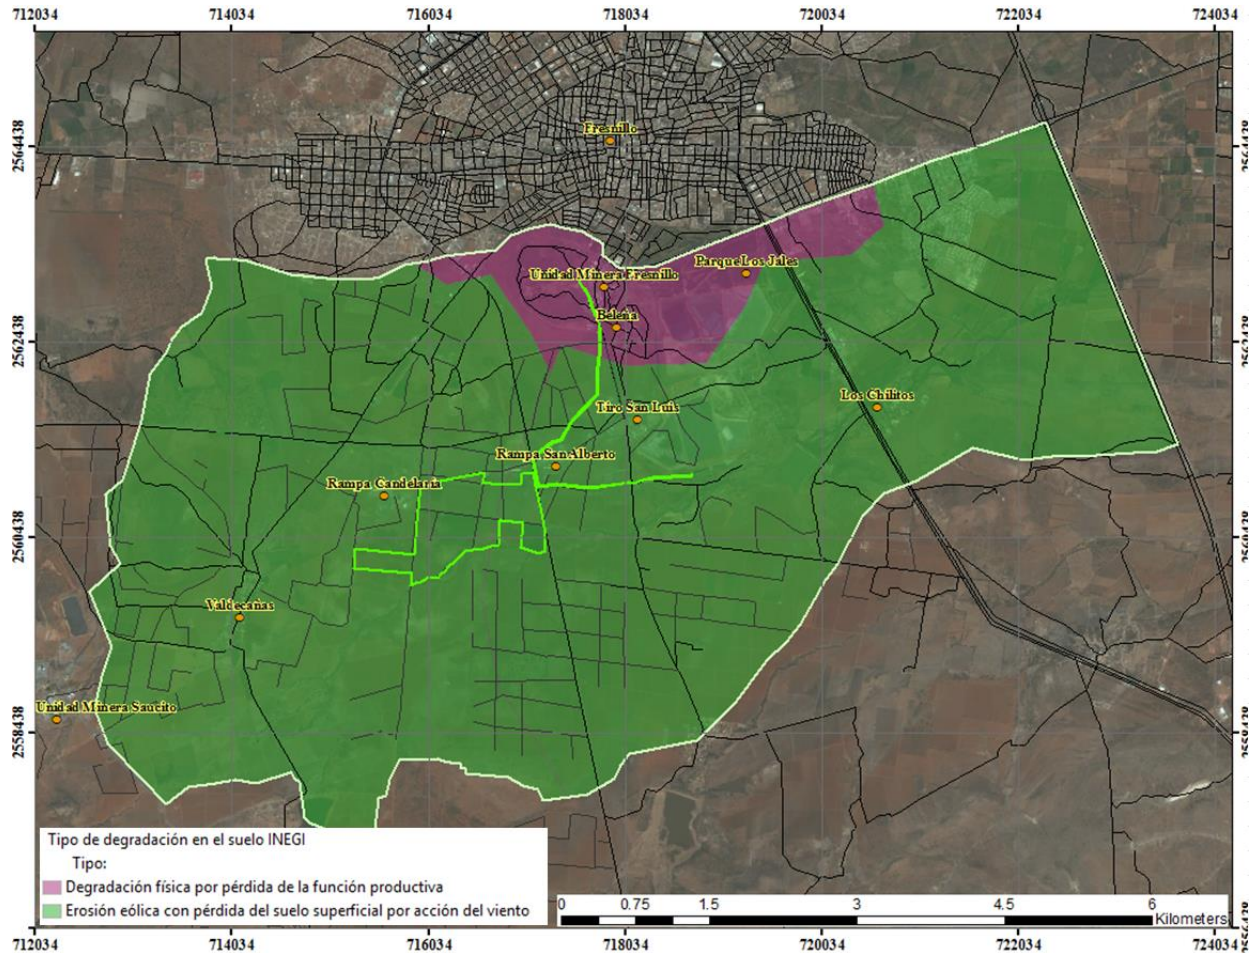 712034 714034 716034 718034 720034 722034 724034
2564438 2564438
Fresnillo
Parque Los Jales
Unidad Minera Fresnillo
Beleña
2562438 2562438
Los Chilitos
Tiro San Luis
Rampa San Alberto
Rampa Candelaria
2560438 2560438
Valdecañas
Unidad Minera Saucito
2558438 2558438
Tipo de degradación en el suelo INEGI
Tipo:
Degradación física por pérdida de la función productiva
Erosión eólica con pérdida del suelo superficial por acción del viento
0 0.75 1.5 3 4.5 6
Kilometers
712034 714034 716034 718034 720034 722034 724034